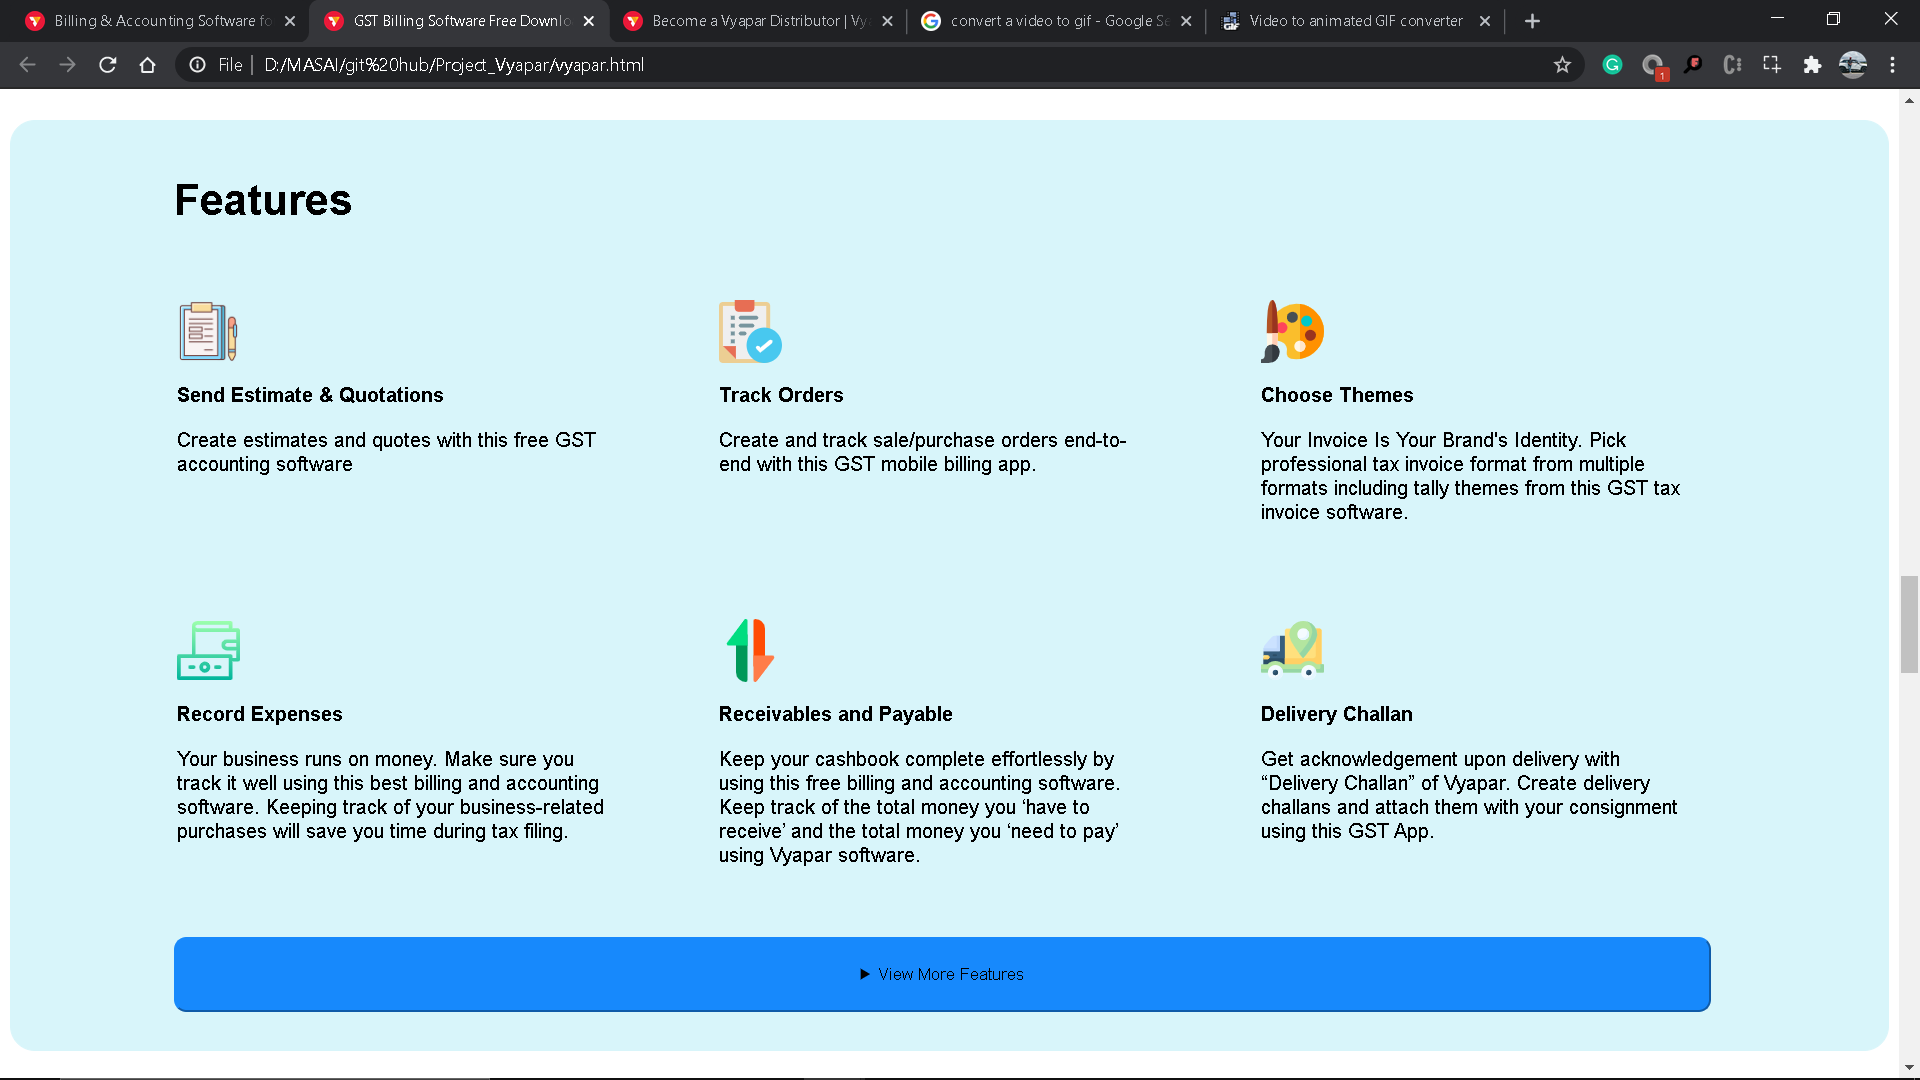 Billing & Accounting Software fo
GST Billing Software Free Downlo
Become a Vyapar Distributor | Vy
convert a video to gif - Google Se
Video to animated GIF converter
File
D:/MASAI/git%20hub/Project_Vyapar/vyapar.html
1
Features
Send Estimate & Quotations
Create estimates and quotes with this free GST
accounting software
Track Orders
Create and track sale/purchase orders end-to-
end with this GST mobile billing app.
Choose Themes
Your Invoice Is Your Brand's Identity. Pick
professional tax invoice format from multiple
formats including tally themes from this GST tax
invoice software.
Record Expenses
Your business runs on money. Make sure you
track it well using this best billing and accounting
software. Keeping track of your business-related
purchases will save you time during tax filing.
Receivables and Payable
Keep your cashbook complete effortlessly by
using this free billing and accounting software.
Keep track of the total money you ‘have to
receive’ and the total money you ‘need to pay’
using Vyapar software.
Delivery Challan
Get acknowledgement upon delivery with
“Delivery Challan” of Vyapar. Create delivery
challans and attach them with your consignment
using this GST App.
View More Features